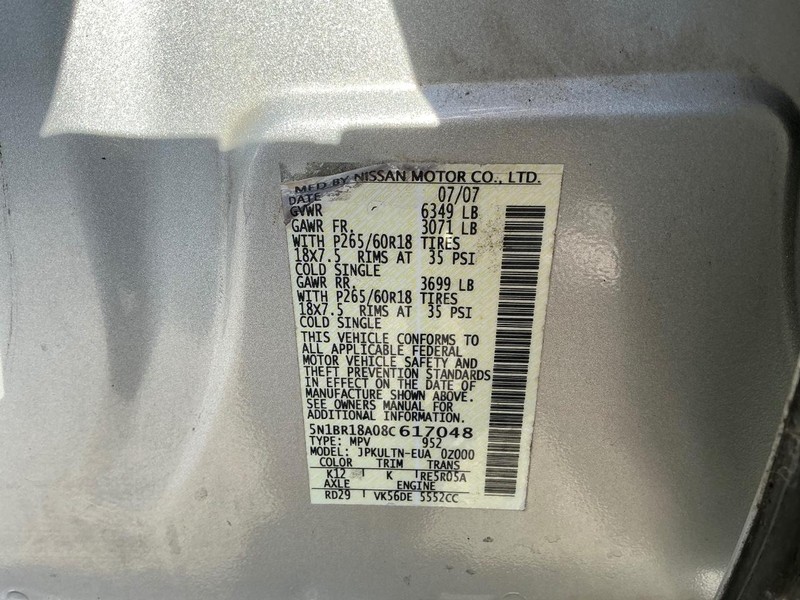 MFD BY NISSAN MOTOR CO., LTD.
DATE 07/07
GVWR 6349 LB
GAWR FR. 3071 LB
WITH P265/60R18 TIRES
18X7.5 RIMS AT 35 PSI
COLD SINGLE
GAWR RR. 3699 LB
WITH P265/60R18 TIRES
18X7.5 RIMS AT 35 PSI
COLD SINGLE
THIS VEHICLE CONFORMS TO
ALL APPLICABLE FEDERAL
MOTOR VEHICLE SAFETY AND
THEFT PREVENTION STANDARDS
IN EFFECT ON THE DATE OF
MANUFACTURE SHOWN ABOVE.
SEE OWNERS MANUAL FOR
ADDITIONAL INFORMATION.
5N1BR18A08C617048
TYPE: MPV 952
MODEL: JPKULTN-EUA 0Z000
COLOR TRIM TRANS
K12 K RE5R05A
AXLE ENGINE
RD29 VK56DE 5552CC